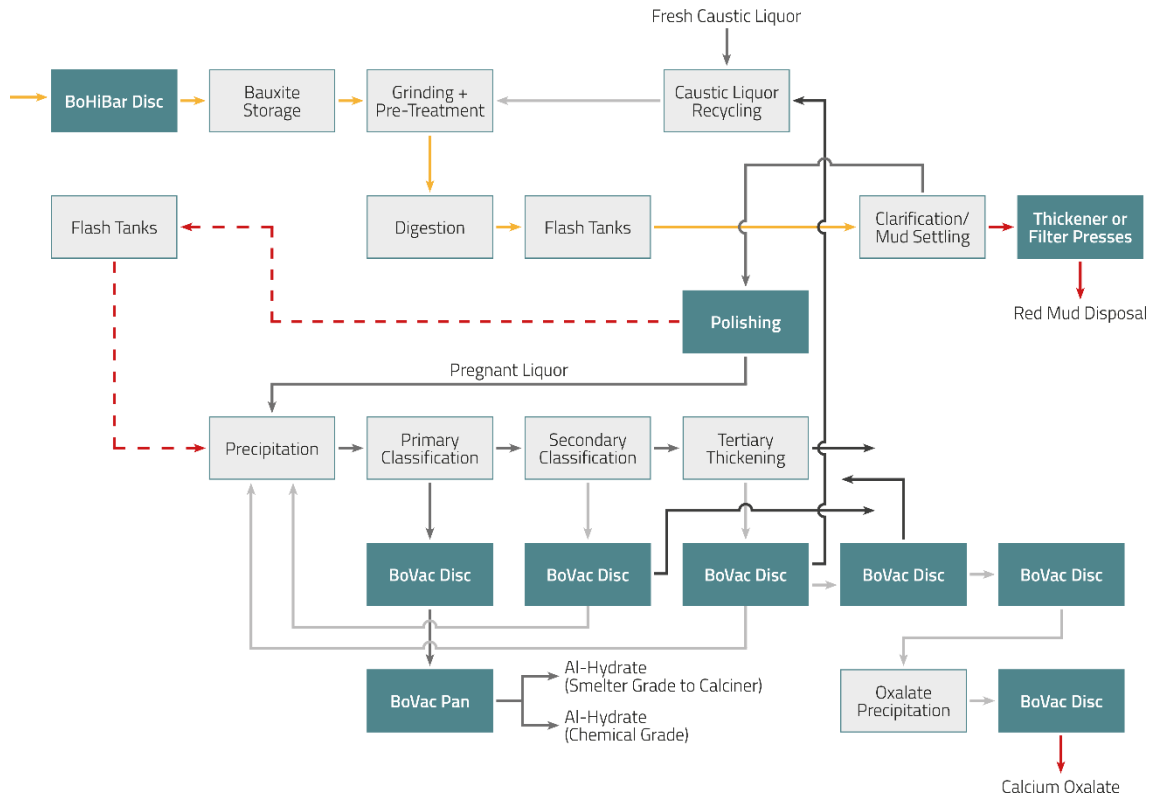 Fresh Caustic Liquor
BoHiBar Disc
Bauxite
Storage
Grinding +
Pre-Treatment
Caustic Liquor
Recycling
Flash Tanks
Digestion
Flash Tanks
Clarification/
Mud Settling
Thickener or
Filter Presses
Red Mud Disposal
Polishing
Pregnant Liquor
Precipitation
Primary
Classification
Secondary
Classification
Tertiary
Thickening
BoVac Disc
BoVac Disc
BoVac Disc
BoVac Disc
BoVac Disc
BoVac Pan
Al-Hydrate
(Smelter Grade to Calciner)
Al-Hydrate
(Chemical Grade)
Oxalate
Precipitation
BoVac Disc
Calcium Oxalate